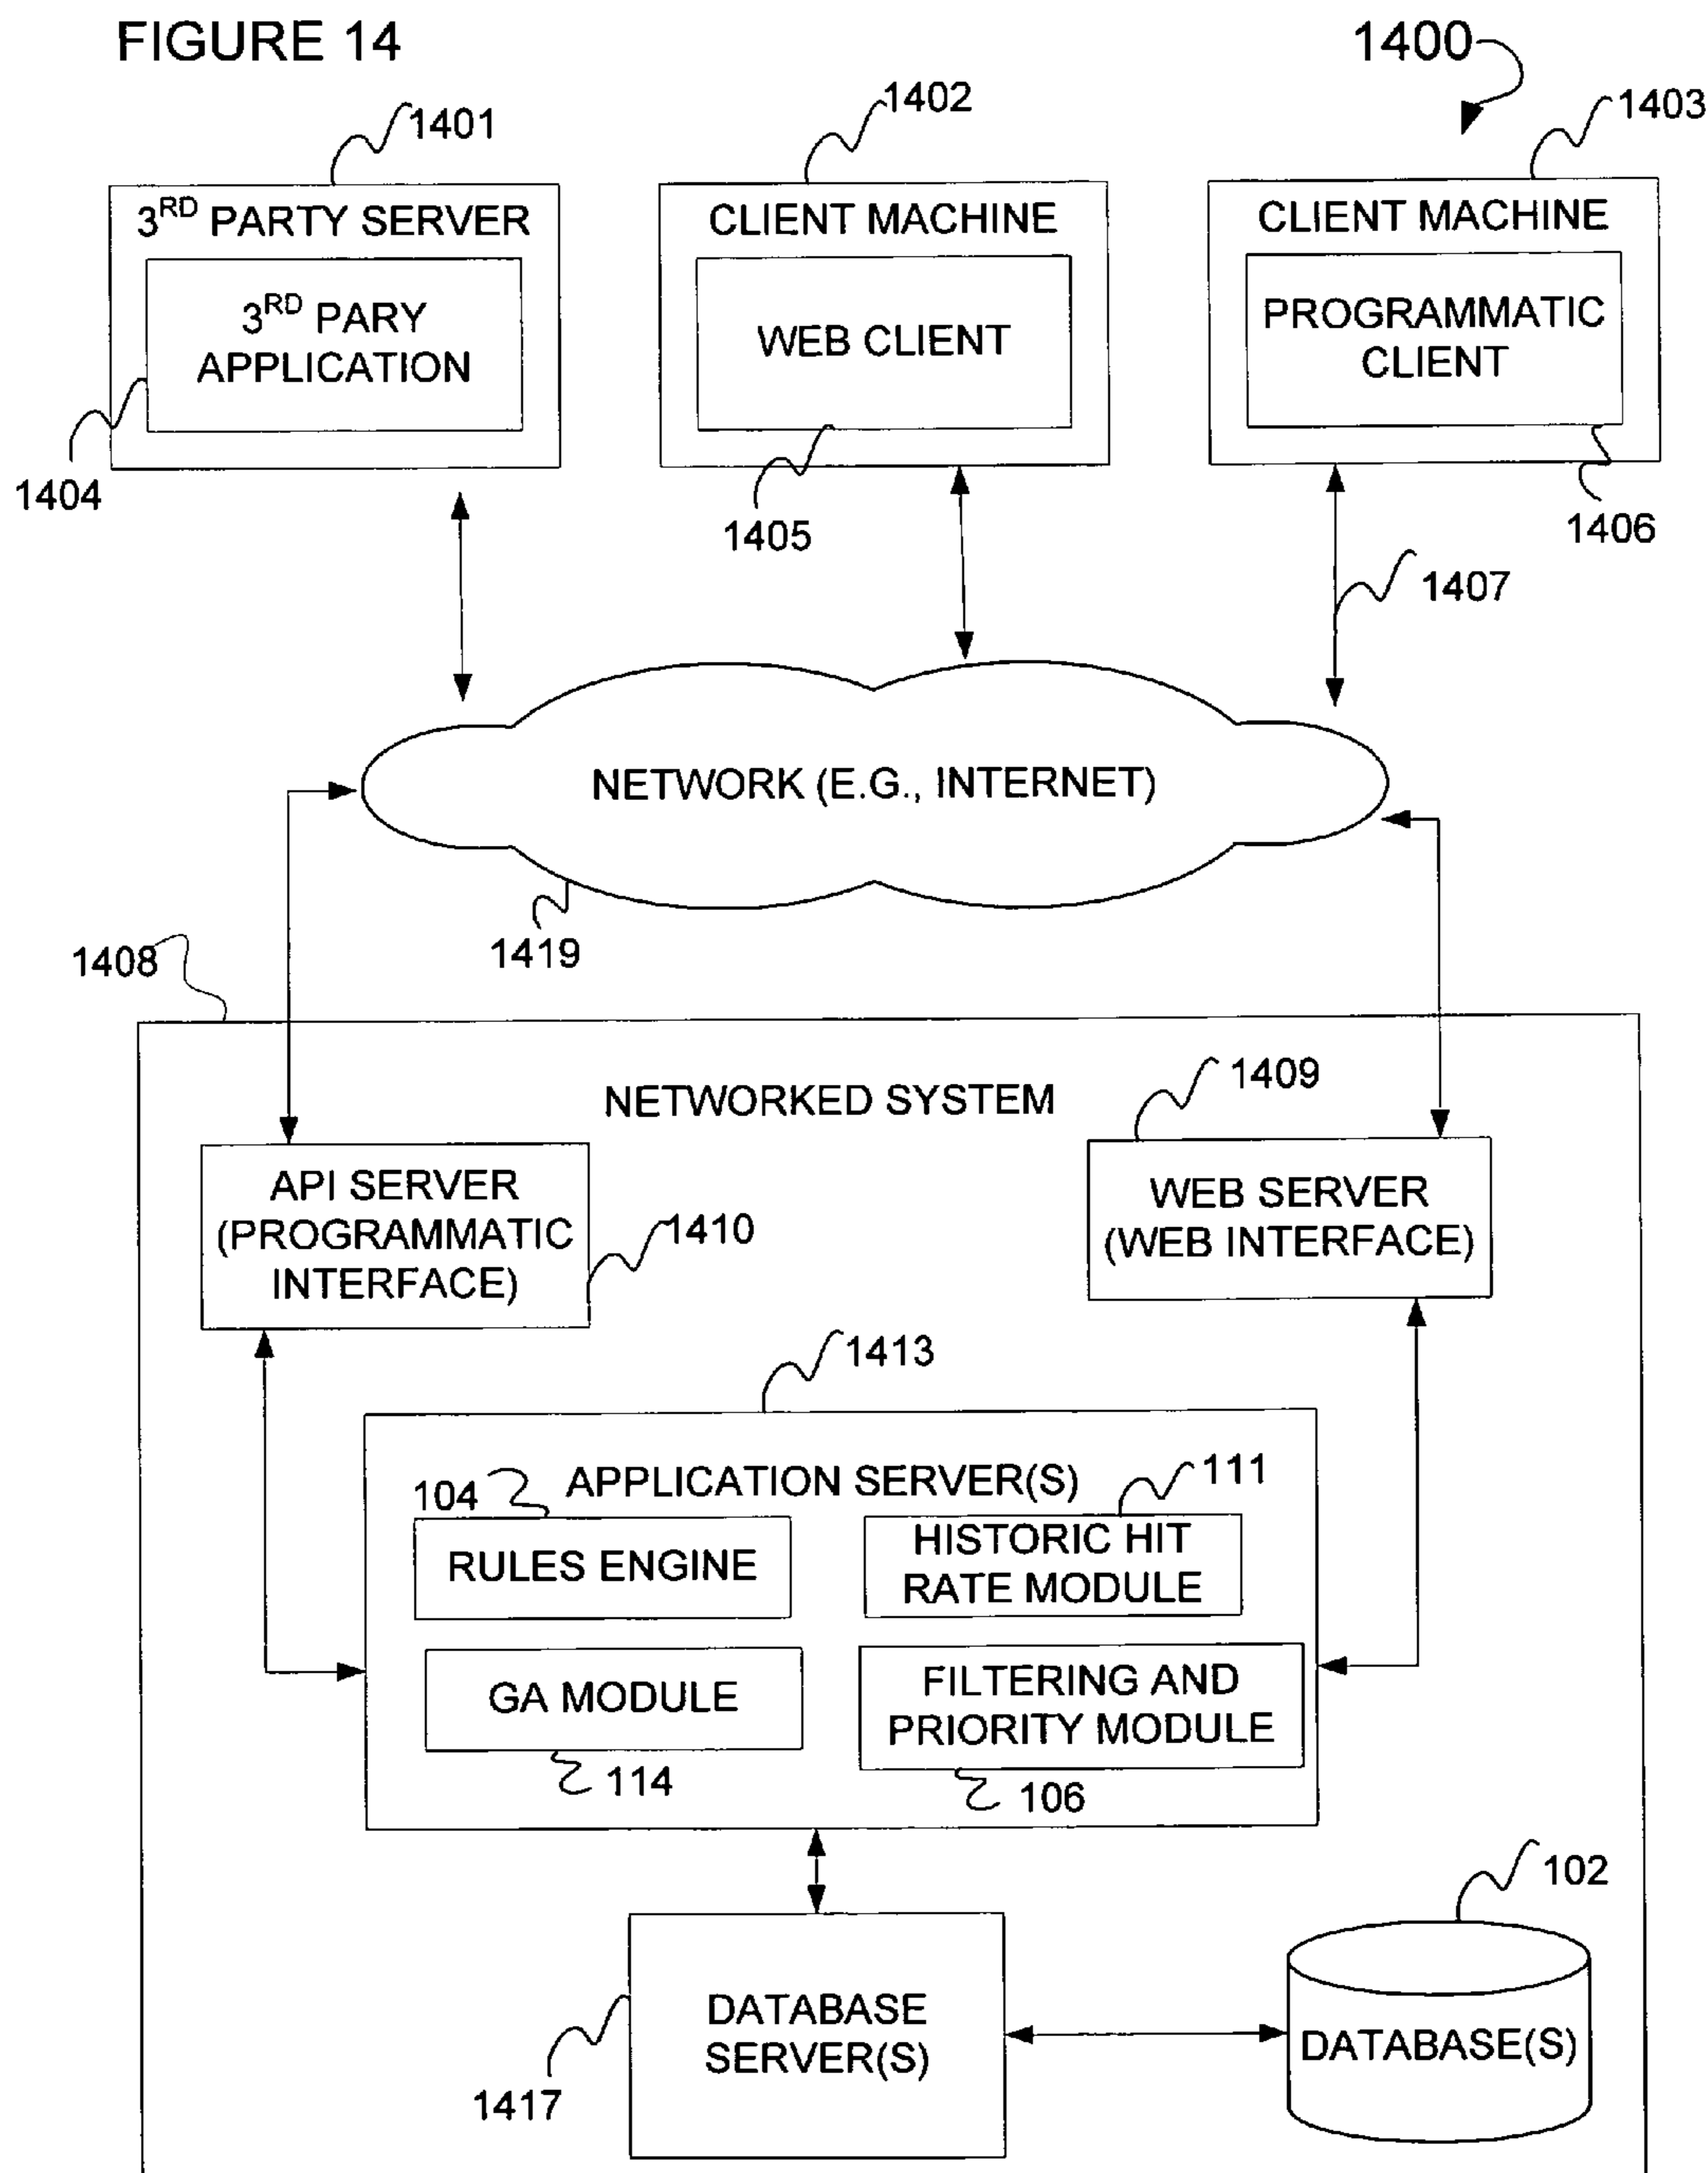 FIGURE 14
1400
1401
1402
1403
3RD PARTY SERVER
3RD PARY
APPLICATION
1404
CLIENT MACHINE
WEB CLIENT
1405
CLIENT MACHINE
PROGRAMMATIC
CLIENT
1406
1407
NETWORK (E.G., INTERNET)
1419
1408
NETWORKED SYSTEM
1409
API SERVER
(PROGRAMMATIC
INTERFACE)
1410
WEB SERVER
(WEB INTERFACE)
1413
APPLICATION SERVER(S)
104
RULES ENGINE
111
HISTORIC HIT
RATE MODULE
GA MODULE
114
FILTERING AND
PRIORITY MODULE
106
102
DATABASE
SERVER(S)
1417
DATABASE(S)